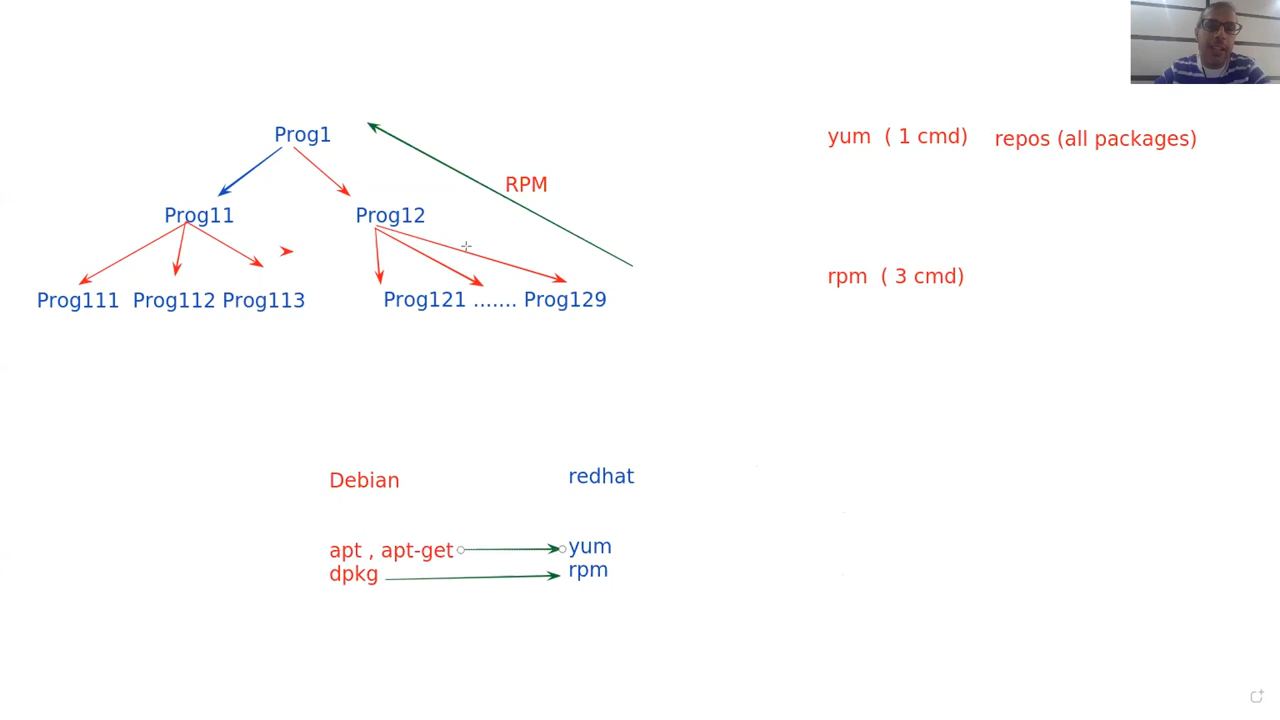 Prog1
yum ( 1 cmd) repos (all packages)
RPM
Prog11 Prog12
rpm ( 3 cmd)
Prog111 Prog112 Prog113 Prog121 ....... Prog129
Debian redhat
apt , apt-get yum
dpkg rpm